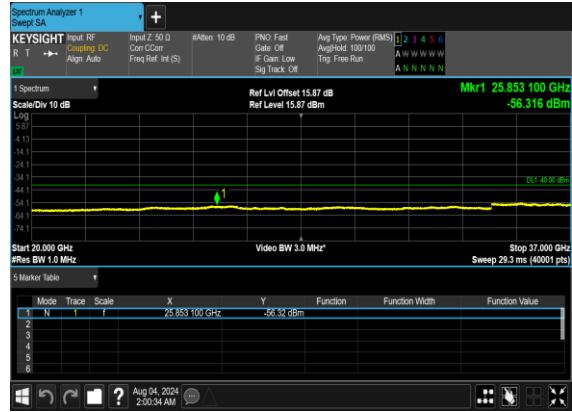 Spectrum Analyzer 1
Swept SA
+
KEYSIGHT Input: RF Input Z: 50 Ω #Atten: 10 dB PNO: Fast Avg Type: Power (RMS) 1 2 3 4 5 6
R T Coupling: DC Corr CCorr Gate: Off Avg|Hold: 100/100 A W W W W W
Align: Auto Freq Ref: Int (S) IF Gain: Low Trig: Free Run
Sig Track: Off A N N N N N
1 Spectrum Ref Lvl Offset 15.87 dB Mkr1 25.853 100 GHz
Scale/Div 10 dB Ref Level 15.87 dBm -56.316 dBm
Log
5.87
-4.13
-14.1
-24.1
-34.1
DL1 -40.00 dBm
-44.1
1
-54.1
-64.1
-74.1
Start 20.000 GHz Video BW 3.0 MHz* Stop 37.000 GHz
#Res BW 1.0 MHz Sweep 29.3 ms (40001 pts)
5 Marker Table
Mode Trace Scale X Y Function Function Width Function Value
1 N 1 f 25.853 100 GHz -56.32 dBm
2
3
4
5
6
? Aug 04, 2024
2:00:34 AM